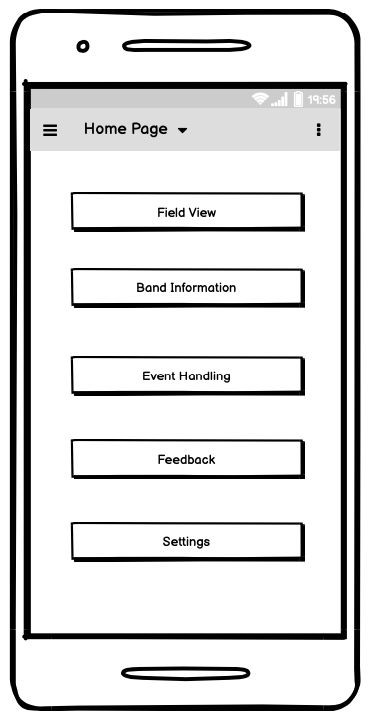 19:56
Home Page
Field View
Band Information
Event Handling
Feedback
Settings